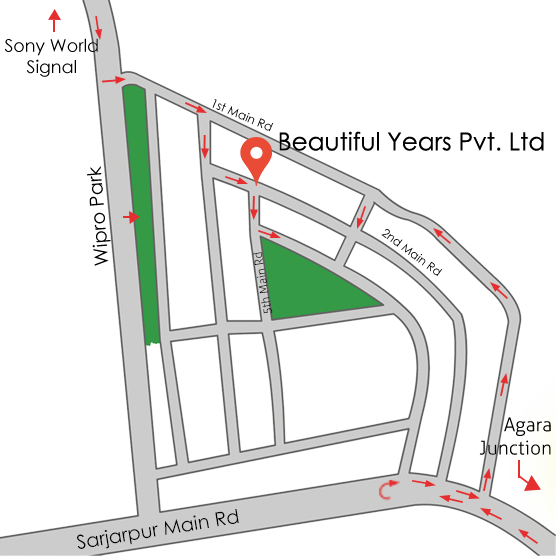 Sony World
Signal
1st Main Rd
Beautiful Years Pvt. Ltd
Wipro Park
2nd Main Rd
5th Main Rd
Agara
Junction
Sarjarpur Main Rd